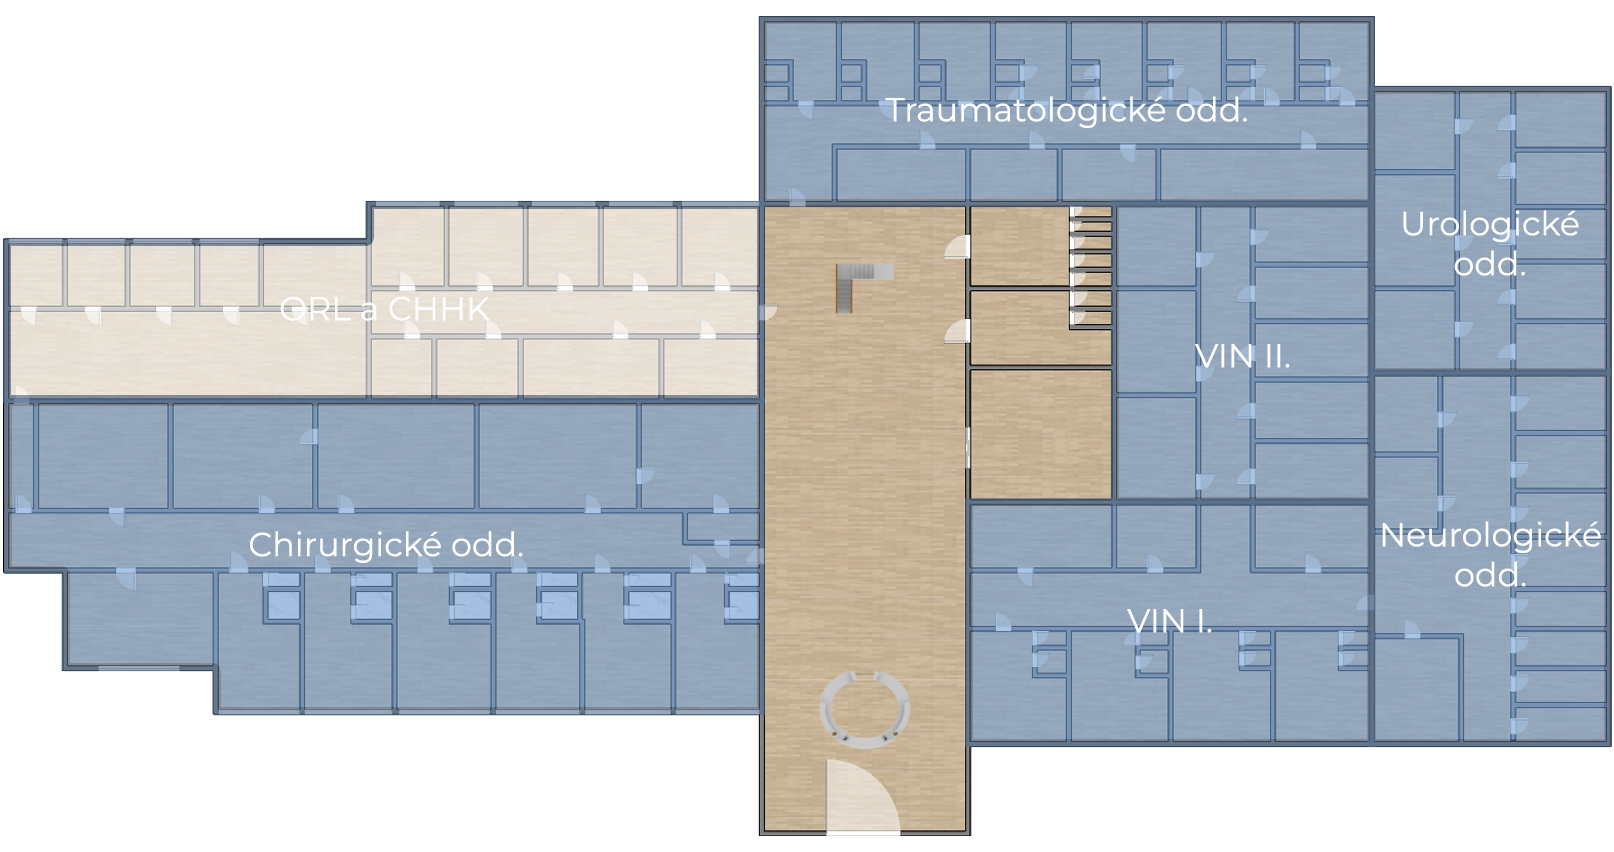 Traumatologické odd.
Urologické
odd.
ORL a CHHK
VIN II.
Chirurgické odd.
Neurologické
odd.
VIN I.